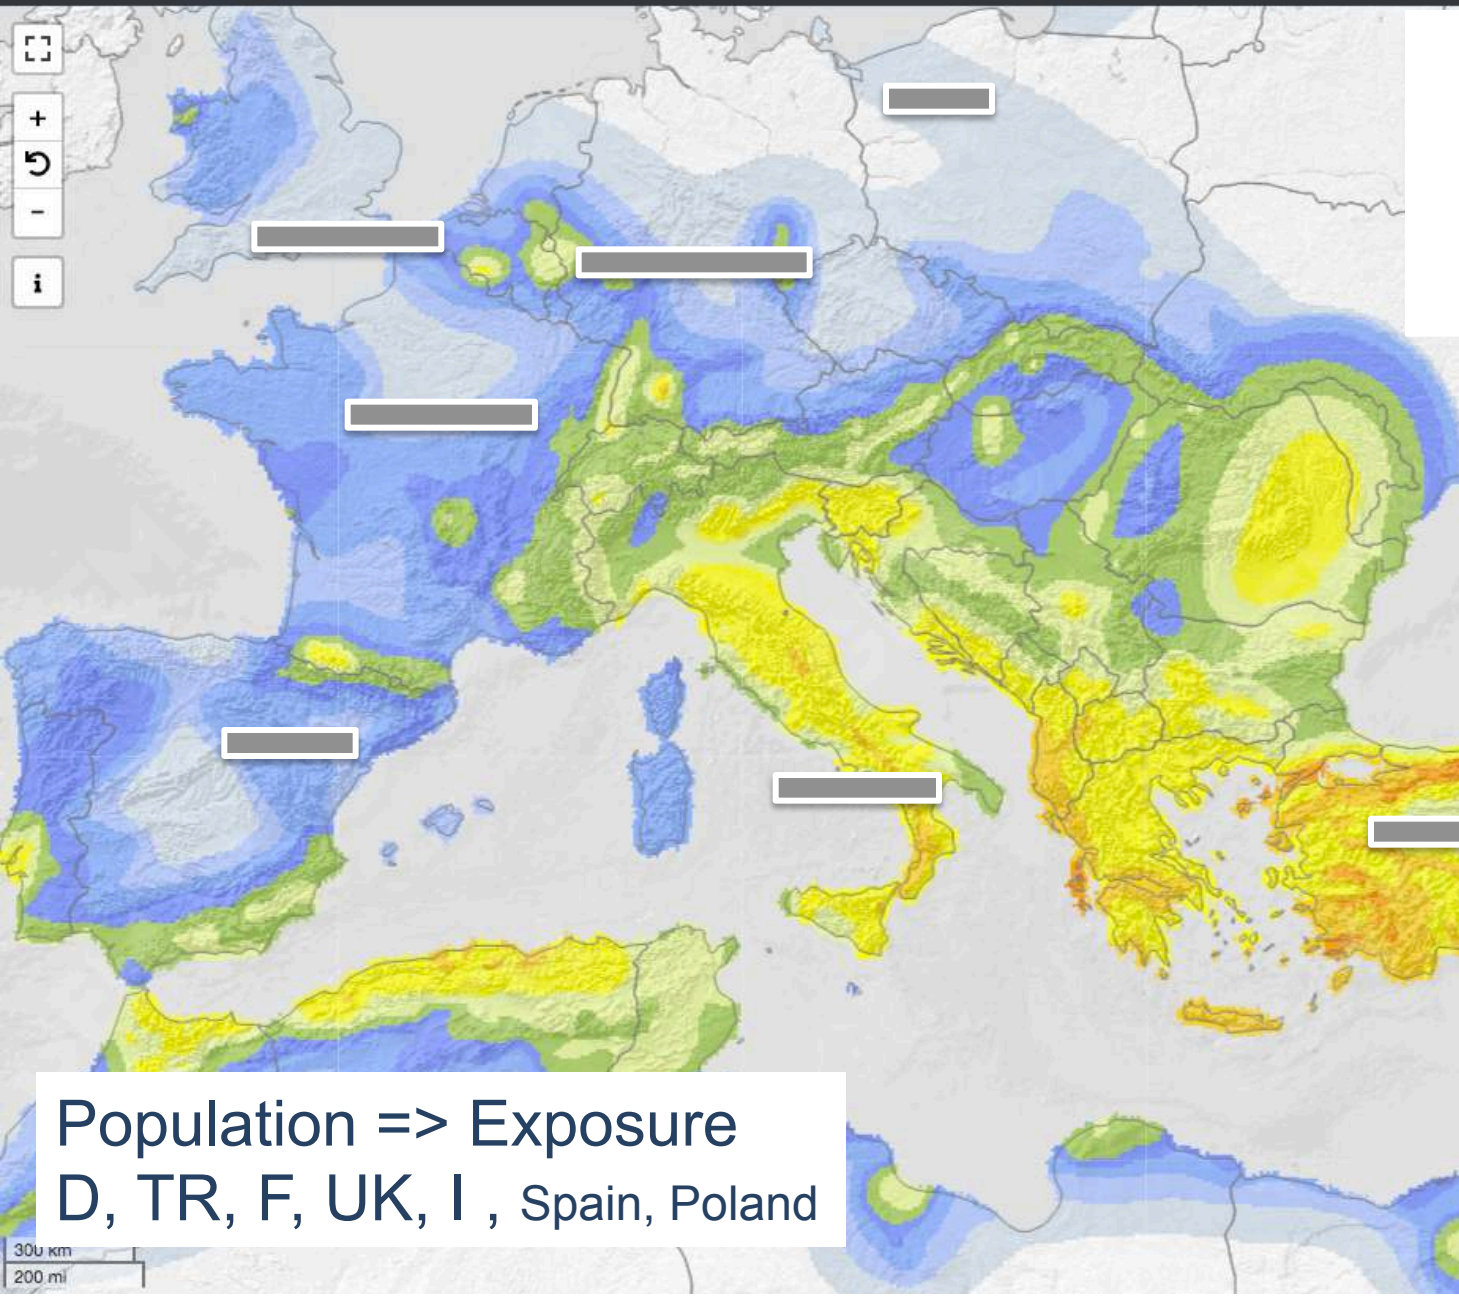 +
-
i
Population => Exposure
D, TR, F, UK, I , Spain, Poland
300 km
200 mi